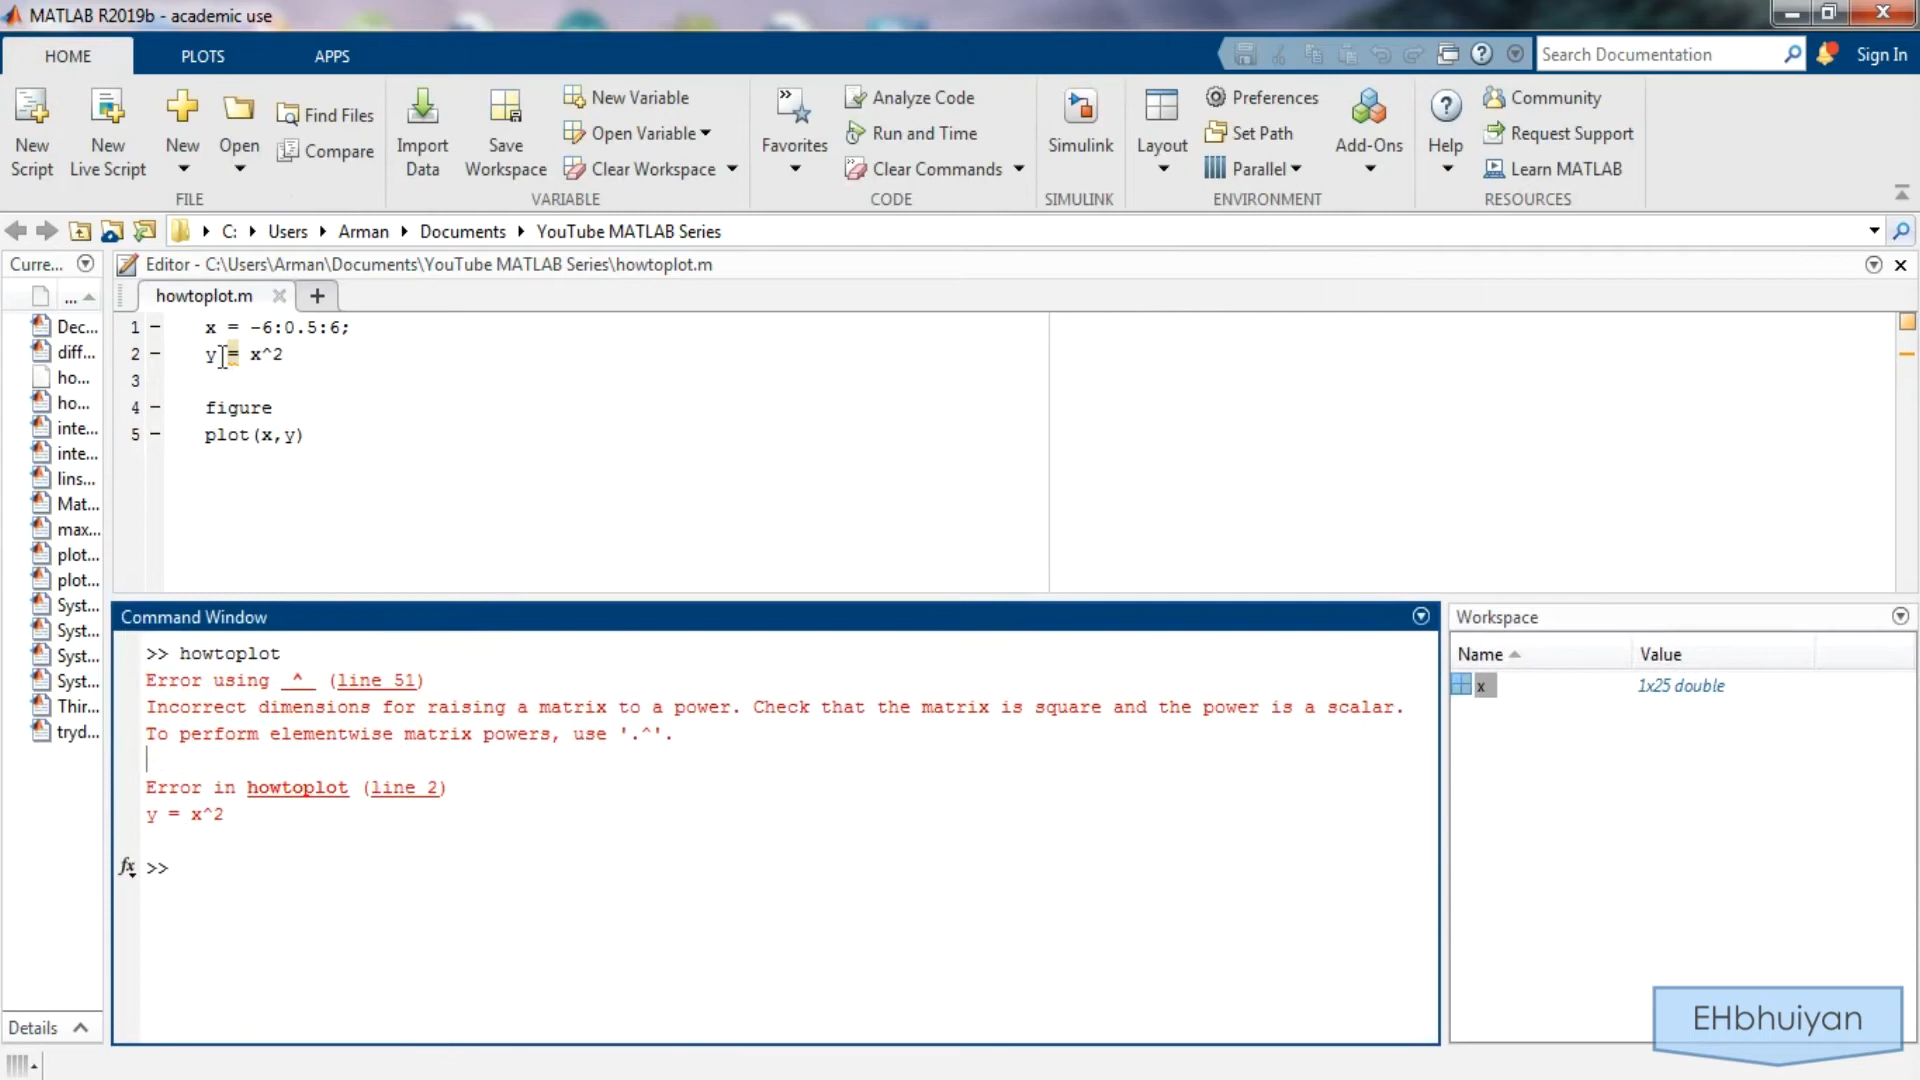 MATLAB R2019b - academic use
HOME PLOTS APPS
Search Documentation
Sign In
New Script
New Live Script
New
Open
Find Files
Compare
FILE
Import Data
Save Workspace
New Variable
Open Variable
Clear Workspace
VARIABLE
Favorites
Analyze Code
Run and Time
Clear Commands
CODE
Simulink
SIMULINK
Layout
Preferences
Set Path
Parallel
Add-Ons
ENVIRONMENT
Help
Community
Request Support
Learn MATLAB
RESOURCES
C: Users Arman Documents YouTube MATLAB Series
Curre...
...
Dec...
diff...
ho...
ho...
inte...
inte...
lins...
Mat...
max...
plot...
plot...
Syst...
Syst...
Syst...
Syst...
Thir...
tryd...
Details
Editor - C:\Users\Arman\Documents\YouTube MATLAB Series\howtoplot.m
howtoplot.m
1 – x = -6:0.5:6;
2 – y = x^2
3
4 – figure
5 – plot(x,y)
Command Window
>> howtoplot
Error using  ^  (line 51)
Incorrect dimensions for raising a matrix to a power. Check that the matrix is square and the power is a scalar.
To perform elementwise matrix powers, use '.^'.
Error in howtoplot (line 2)
y = x^2
fx >>
Workspace
Name Value
x 1x25 double
EHbhuiyan